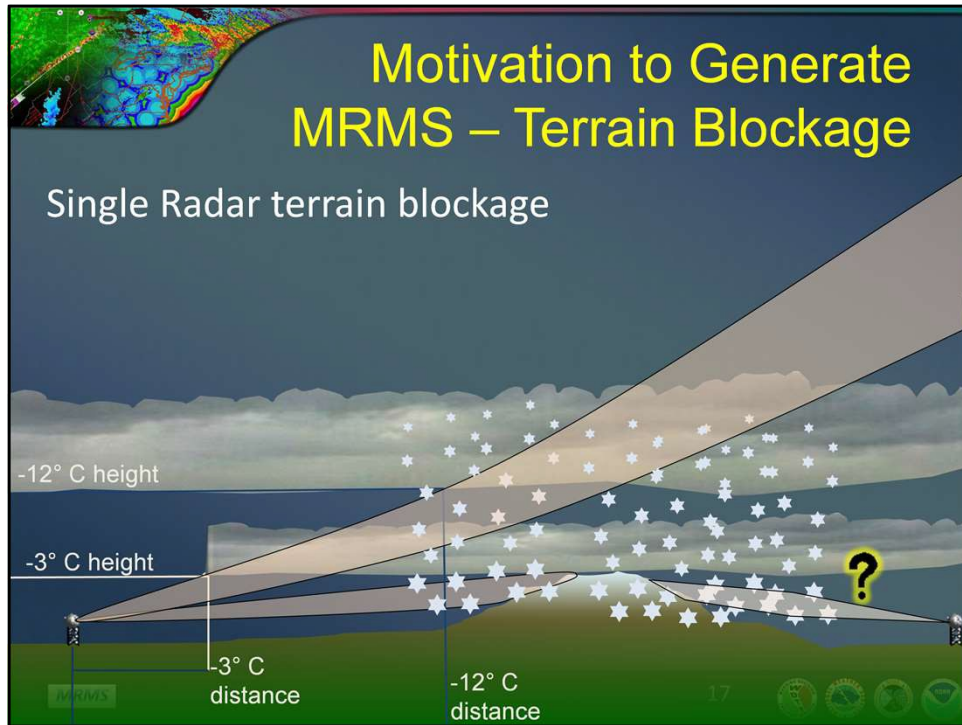 Motivation to Generate
MRMS – Terrain Blockage
Single Radar terrain blockage
-12° C height
-3° C height
?
-3° C
distance
-12° C
distance
MRMS
17